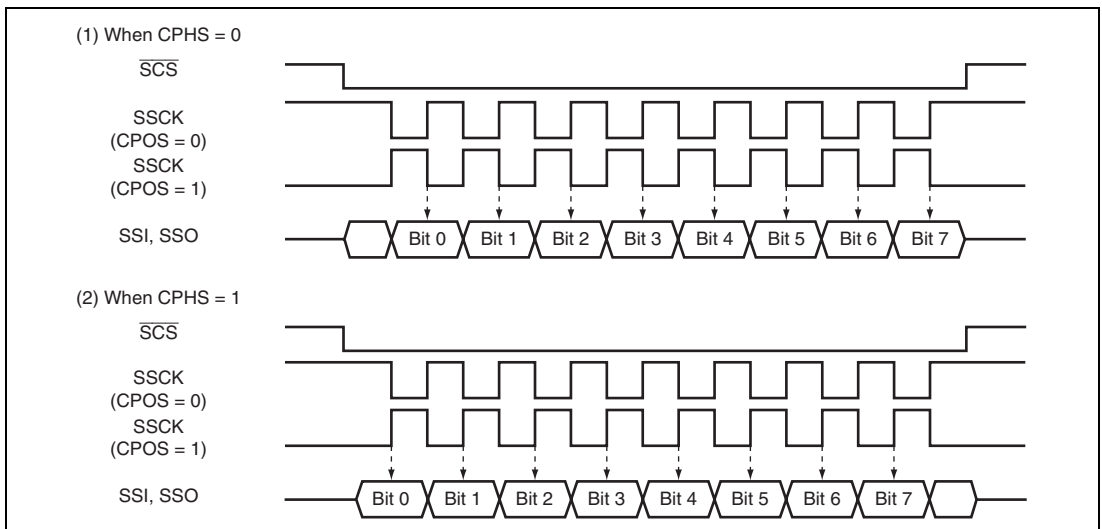 (1) When CPHS = 0
SCS
SSCK
(CPOS = 0)
SSCK
(CPOS = 1)
SSI, SSO
Bit 0 Bit 1 Bit 2 Bit 3 Bit 4 Bit 5 Bit 6 Bit 7
(2) When CPHS = 1
SCS
SSCK
(CPOS = 0)
SSCK
(CPOS = 1)
SSI, SSO
Bit 0 Bit 1 Bit 2 Bit 3 Bit 4 Bit 5 Bit 6 Bit 7